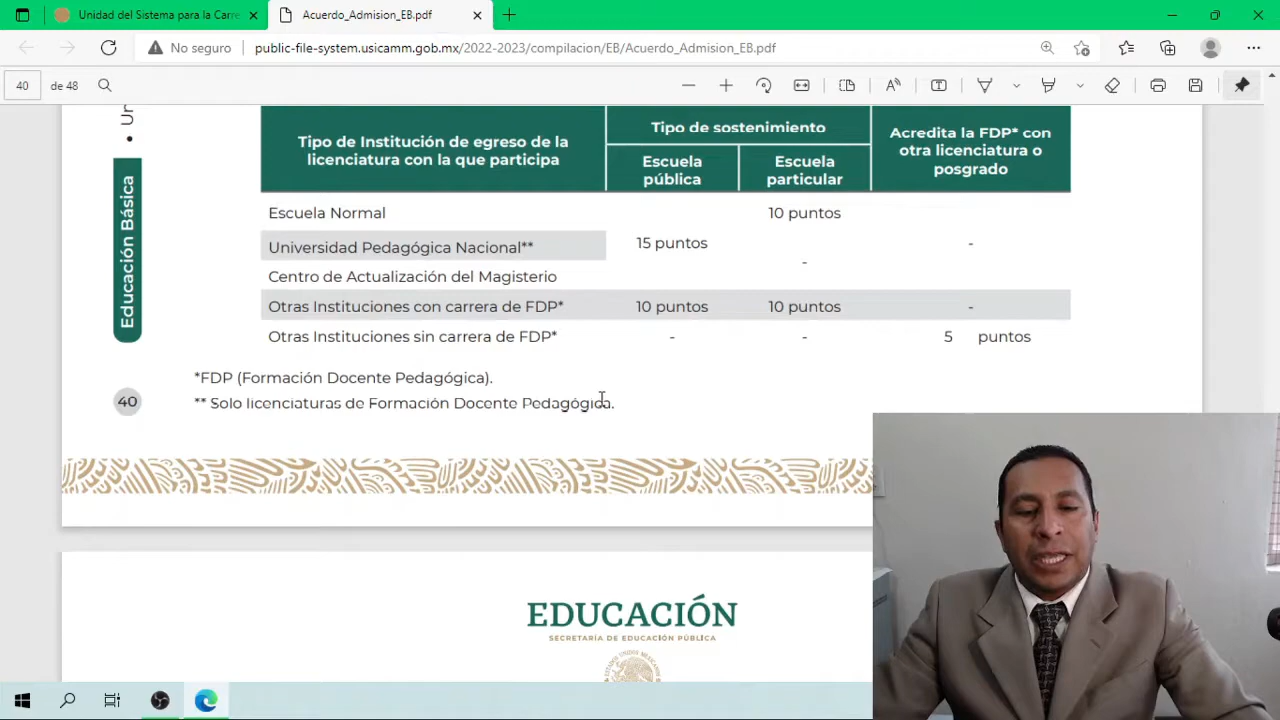 Unidad del Sistema para la Carre
Acuerdo_Admision_EB.pdf
No seguro
public-file-system.usicamm.gob.mx/2022-2023/compilacion/EB/Acuerdo_Admision_EB.pdf
40 de 48
Tipo de Institución de egreso de la licenciatura con la que participa
Tipo de sostenimiento
Escuela pública
Escuela particular
Acredita la FDP* con otra licenciatura o posgrado
Escuela Normal
10 puntos
Universidad Pedagógica Nacional**
15 puntos
-
-
Centro de Actualización del Magisterio
Otras Instituciones con carrera de FDP* 10 puntos 10 puntos -
Otras Instituciones sin carrera de FDP* - - 5 puntos
*FDP (Formación Docente Pedagógica).
** Solo licenciaturas de Formación Docente Pedagógica.
• Un
Educación Básica
40
EDUCACIÓN
SECRETARÍA DE EDUCACIÓN PÚBLICA